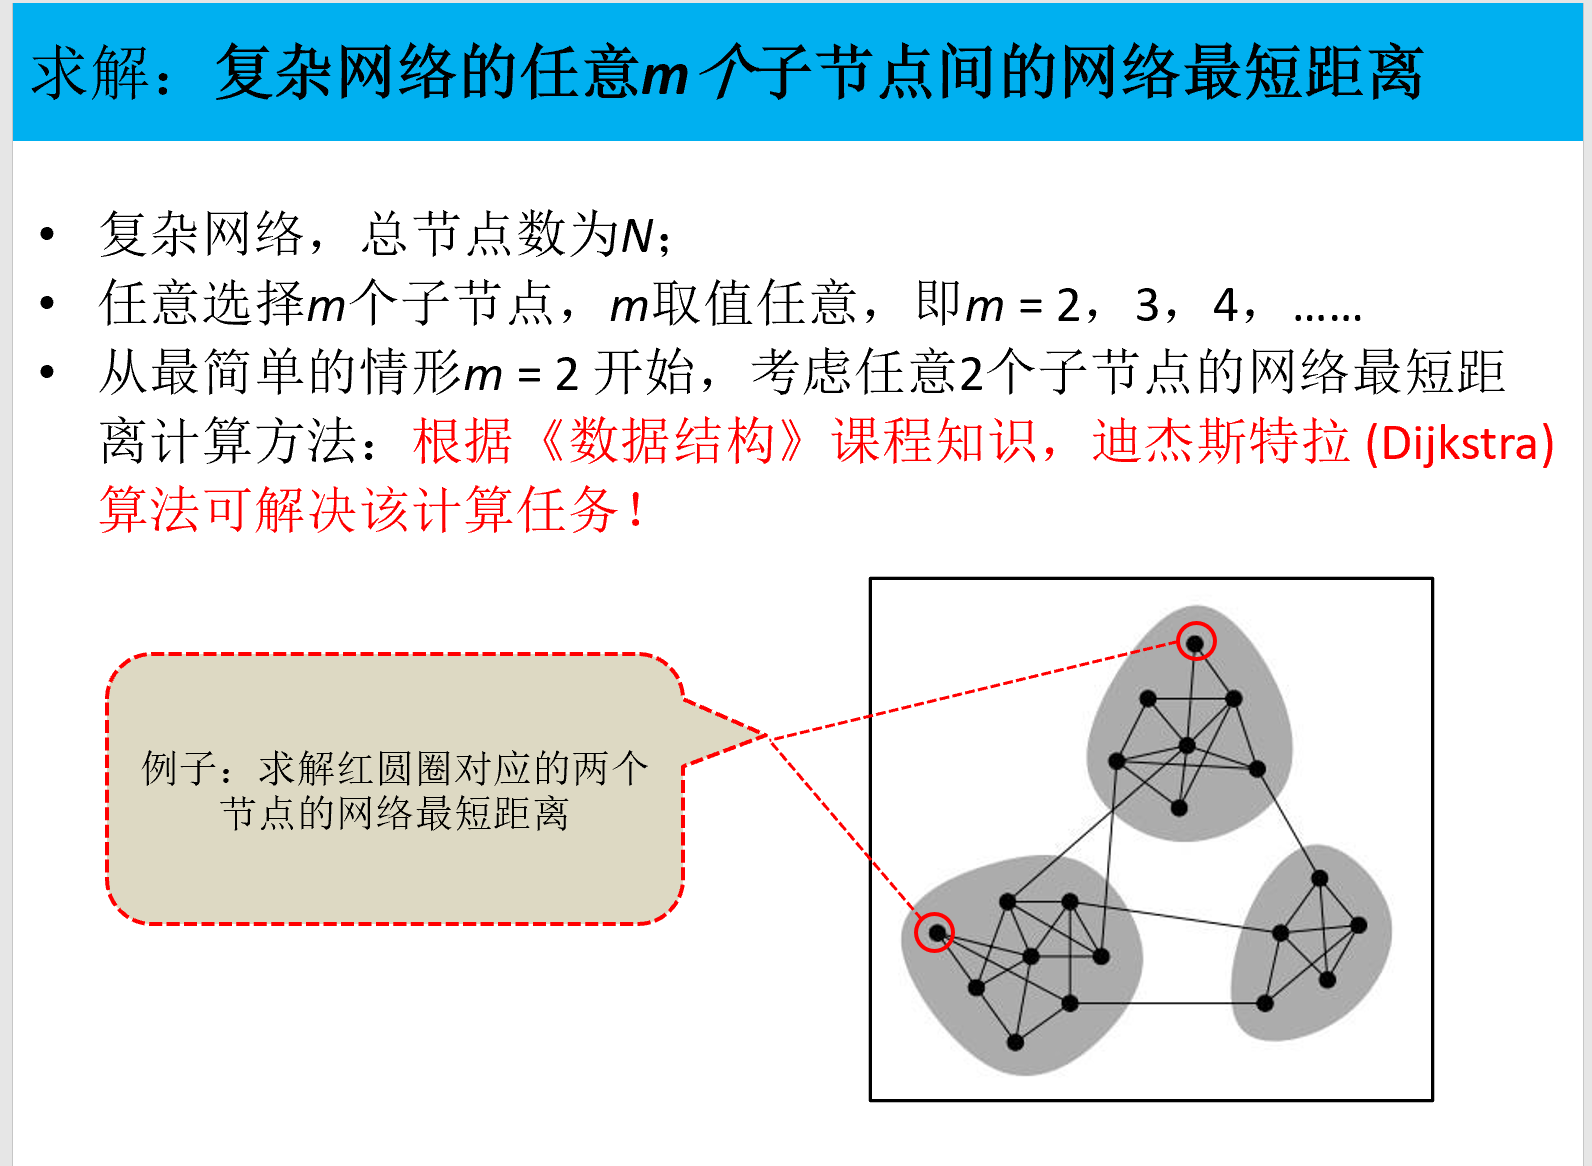 求解：复杂网络的任意m个子节点间的网络最短距离
• 复杂网络，总节点数为N；
• 任意选择m个子节点，m取值任意，即m = 2，3，4，……
• 从最简单的情形m = 2 开始，考虑任意2个子节点的网络最短距
离计算方法：根据《数据结构》课程知识，迪杰斯特拉 (Dijkstra)
算法可解决该计算任务！
例子：求解红圆圈对应的两个
节点的网络最短距离